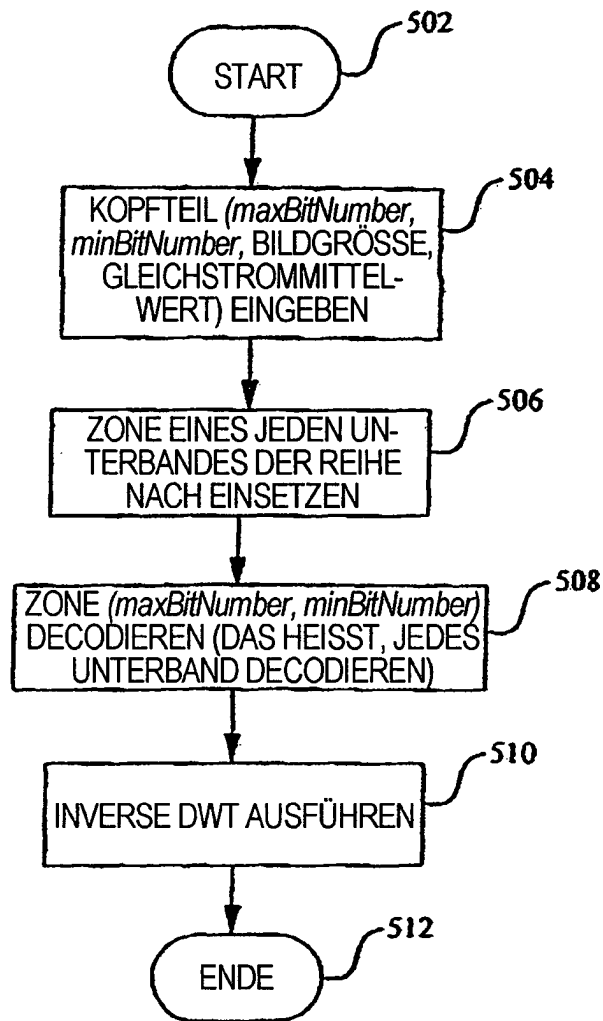 502
START
504
KOPFTEIL (maxBitNumber,
minBitNumber, BILDGRÖSSE,
GLEICHSTROMMITTEL-
WERT) EINGEBEN
506
ZONE EINES JEDEN UN-
TERBANDES DER REIHE
NACH EINSETZEN
508
ZONE (maxBitNumber, minBitNumber)
DECODIEREN (DAS HEISST, JEDES
UNTERBAND DECODIEREN)
510
INVERSE DWT AUSFÜHREN
512
ENDE